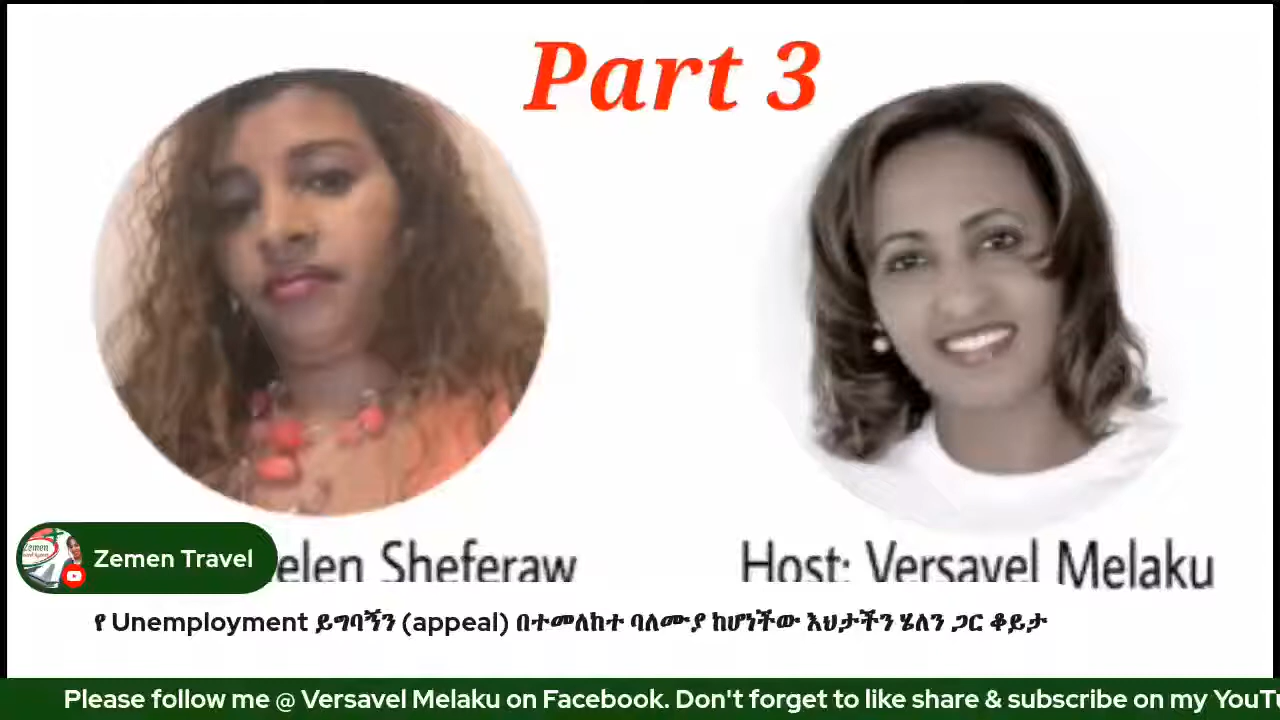 Part 3
Zemen Travel
elen Sheferaw
Host: Versavel Melaku
የ Unemployment ይግባኝን (appeal) በተመለከተ ባለሙያ ከሆነችው እህታችን ሄለን ጋር ቆይታ
Please follow me @ Versavel Melaku on Facebook. Don't forget to like share & subscribe on my YouTu